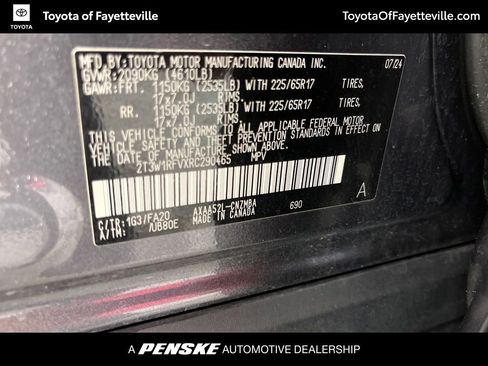 Toyota of Fayetteville
ToyotaOfFayetteville.com
TOYOTA
MFD.BY:TOYOTA MOTOR MANUFACTURING CANADA INC. 07/24
GVWR:2090KG (4610LB)
GAWR:FRT. 1150KG (2535LB) WITH 225/65R17 TIRES,
17x7.0J RIMS,
RR. 1150KG (2535LB) WITH 225/65R17 TIRES,
17x7.0J RIMS,
THIS VEHICLE CONFORMS TO ALL APPLICABLE FEDERAL MOTOR
VEHICLE SAFETY AND THEFT PREVENTION STANDARDS IN EFFECT
ON THE DATE OF MANUFACTURE SHOWN ABOVE.
2T3W1RFVXRC290465 MPV
A
C/TR:1G3/FA20 AXAA52L-CNZMBA 690
A/TM: /UB80E MADE IN CANADA
A PENSKE AUTOMOTIVE DEALERSHIP